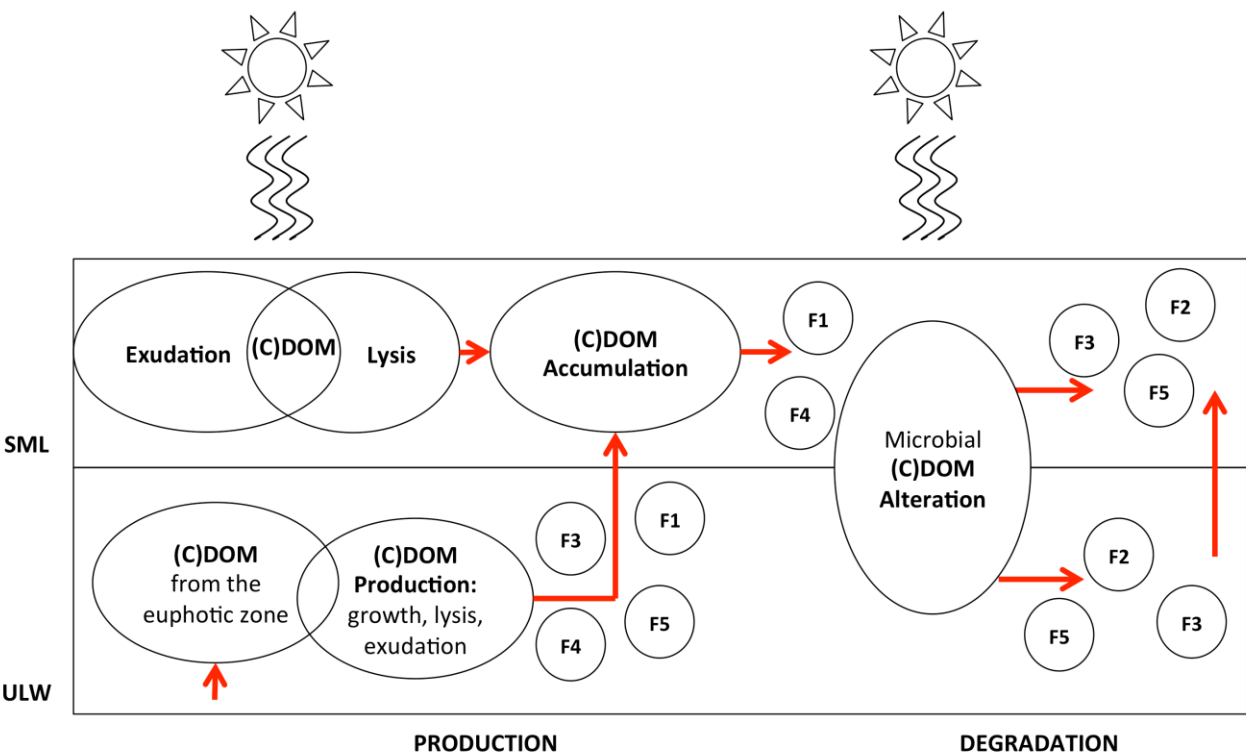 Exudation
(C)DOM
Lysis
(C)DOM
Accumulation
F1
F4
Microbial
(C)DOM
Alteration
F2
F3
F5
SML
(C)DOM
from the
euphotic zone
(C)DOM
Production:
growth, lysis,
exudation
F3
F1
F4
F5
F2
F5
F3
ULW
PRODUCTION
DEGRADATION